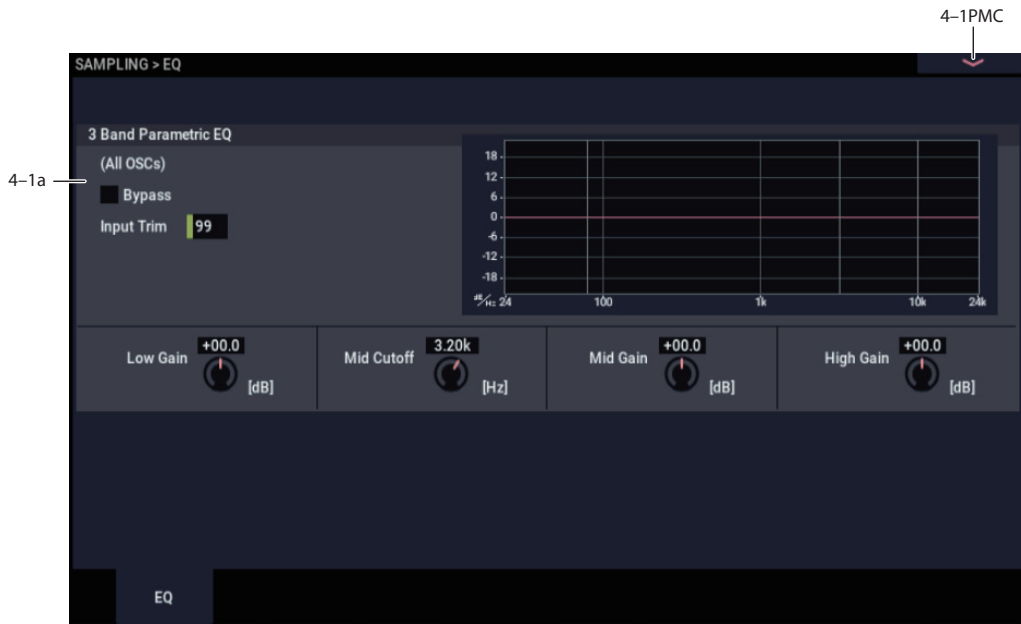 4–1PMC
SAMPLING > EQ
3 Band Parametric EQ
(All OSCs)
4–1a
Bypass
Input Trim 99
18
12
6
0
-6
-12
-18
dB/Hz 24 100 1k 10k 24k
Low Gain +00.0 [dB]
Mid Cutoff 3.20k [Hz]
Mid Gain +00.0 [dB]
High Gain +00.0 [dB]
EQ